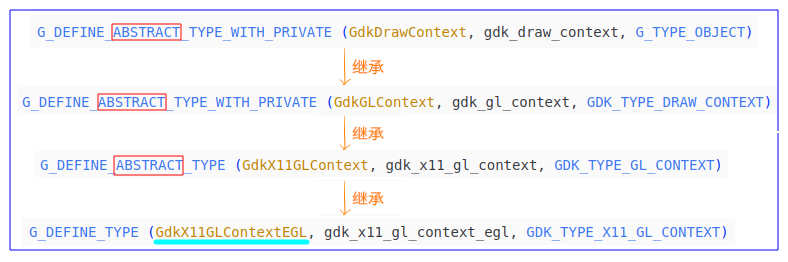 G_DEFINE_ABSTRACT_TYPE_WITH_PRIVATE (GdkDrawContext, gdk_draw_context, G_TYPE_OBJECT)
继承
G_DEFINE_ABSTRACT_TYPE_WITH_PRIVATE (GdkGLContext, gdk_gl_context, GDK_TYPE_DRAW_CONTEXT)
继承
G_DEFINE_ABSTRACT_TYPE (GdkX11GLContext, gdk_x11_gl_context, GDK_TYPE_GL_CONTEXT)
继承
G_DEFINE_TYPE (GdkX11GLContextEGL, gdk_x11_gl_context_egl, GDK_TYPE_X11_GL_CONTEXT)